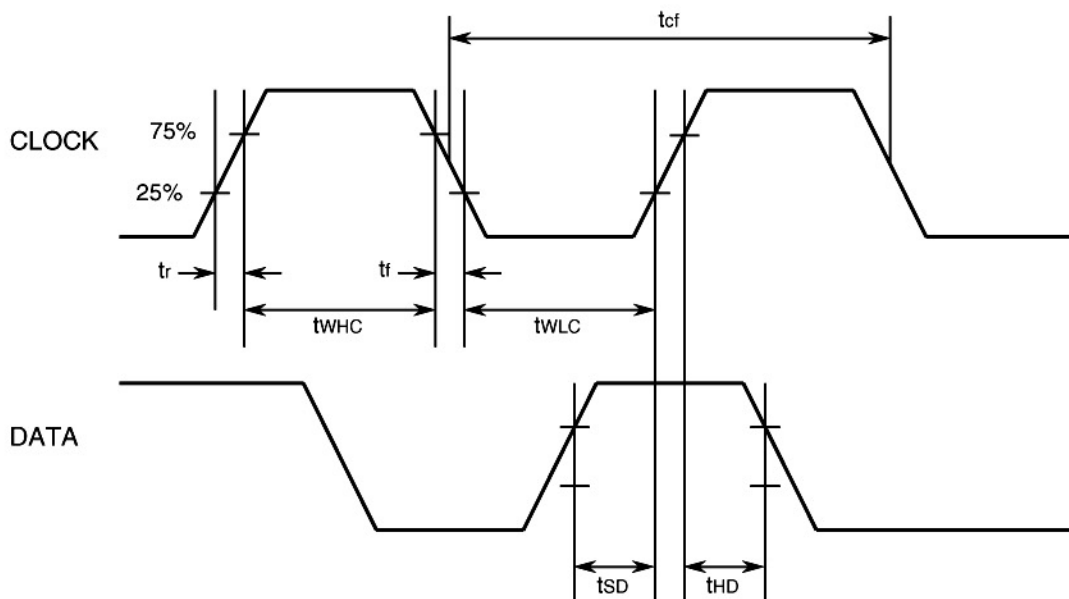 tcf
CLOCK
75%
25%
tr
tf
tWHC
tWLC
DATA
tSD
tHD